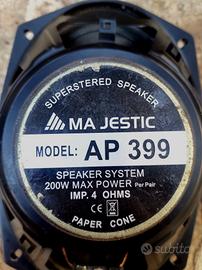 SUPERSTERED SPEAKER
MA JESTIC
MODEL: AP 399
SPEAKER SYSTEM
200W MAX POWER Per Pair
IMP. 4 OHMS
CE
PAPER CONE
subito